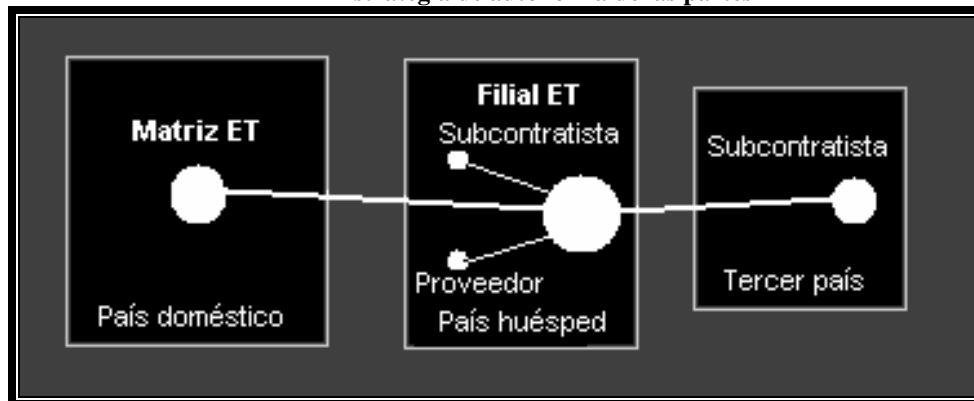 Matriz ET
País doméstico
Filial ET
Subcontratista
Proveedor
País huésped
Subcontratista
Tercer país